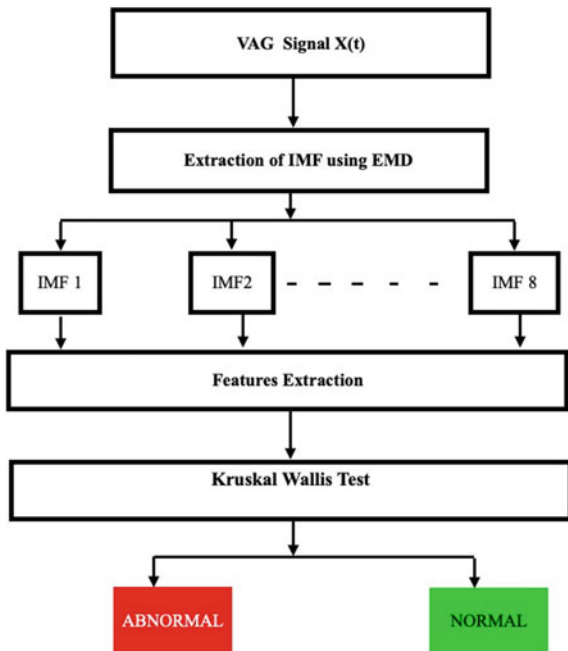 VAG Signal X(t)
Extraction of IMF using EMD
IMF 1
IMF2
IMF 8
Features Extraction
Kruskal Wallis Test
ABNORMAL
NORMAL